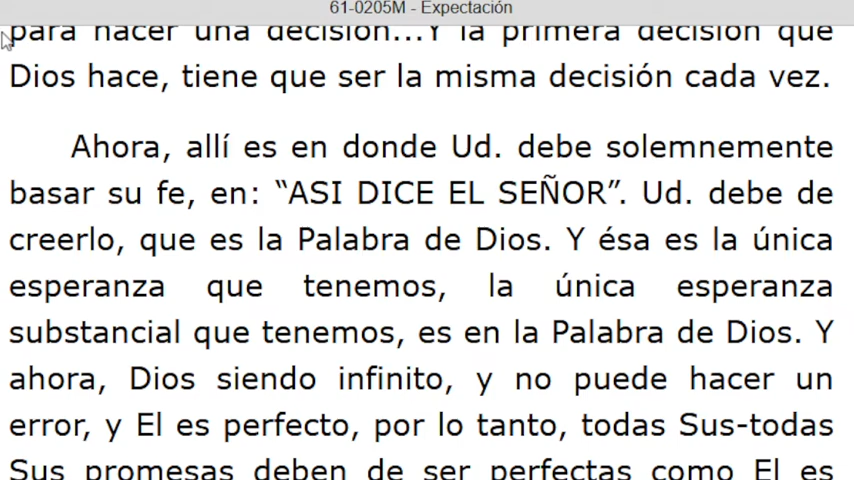 61-0205M - Expectación
para hacer una decisión...Y la primera decisión que
Dios hace, tiene que ser la misma decisión cada vez.
Ahora, allí es en donde Ud. debe solemnemente
basar su fe, en: “ASI DICE EL SEÑOR”. Ud. debe de
creerlo, que es la Palabra de Dios. Y ésa es la única
esperanza que tenemos, la única esperanza
substancial que tenemos, es en la Palabra de Dios. Y
ahora, Dios siendo infinito, y no puede hacer un
error, y El es perfecto, por lo tanto, todas Sus-todas
Sus promesas deben de ser perfectas como El es